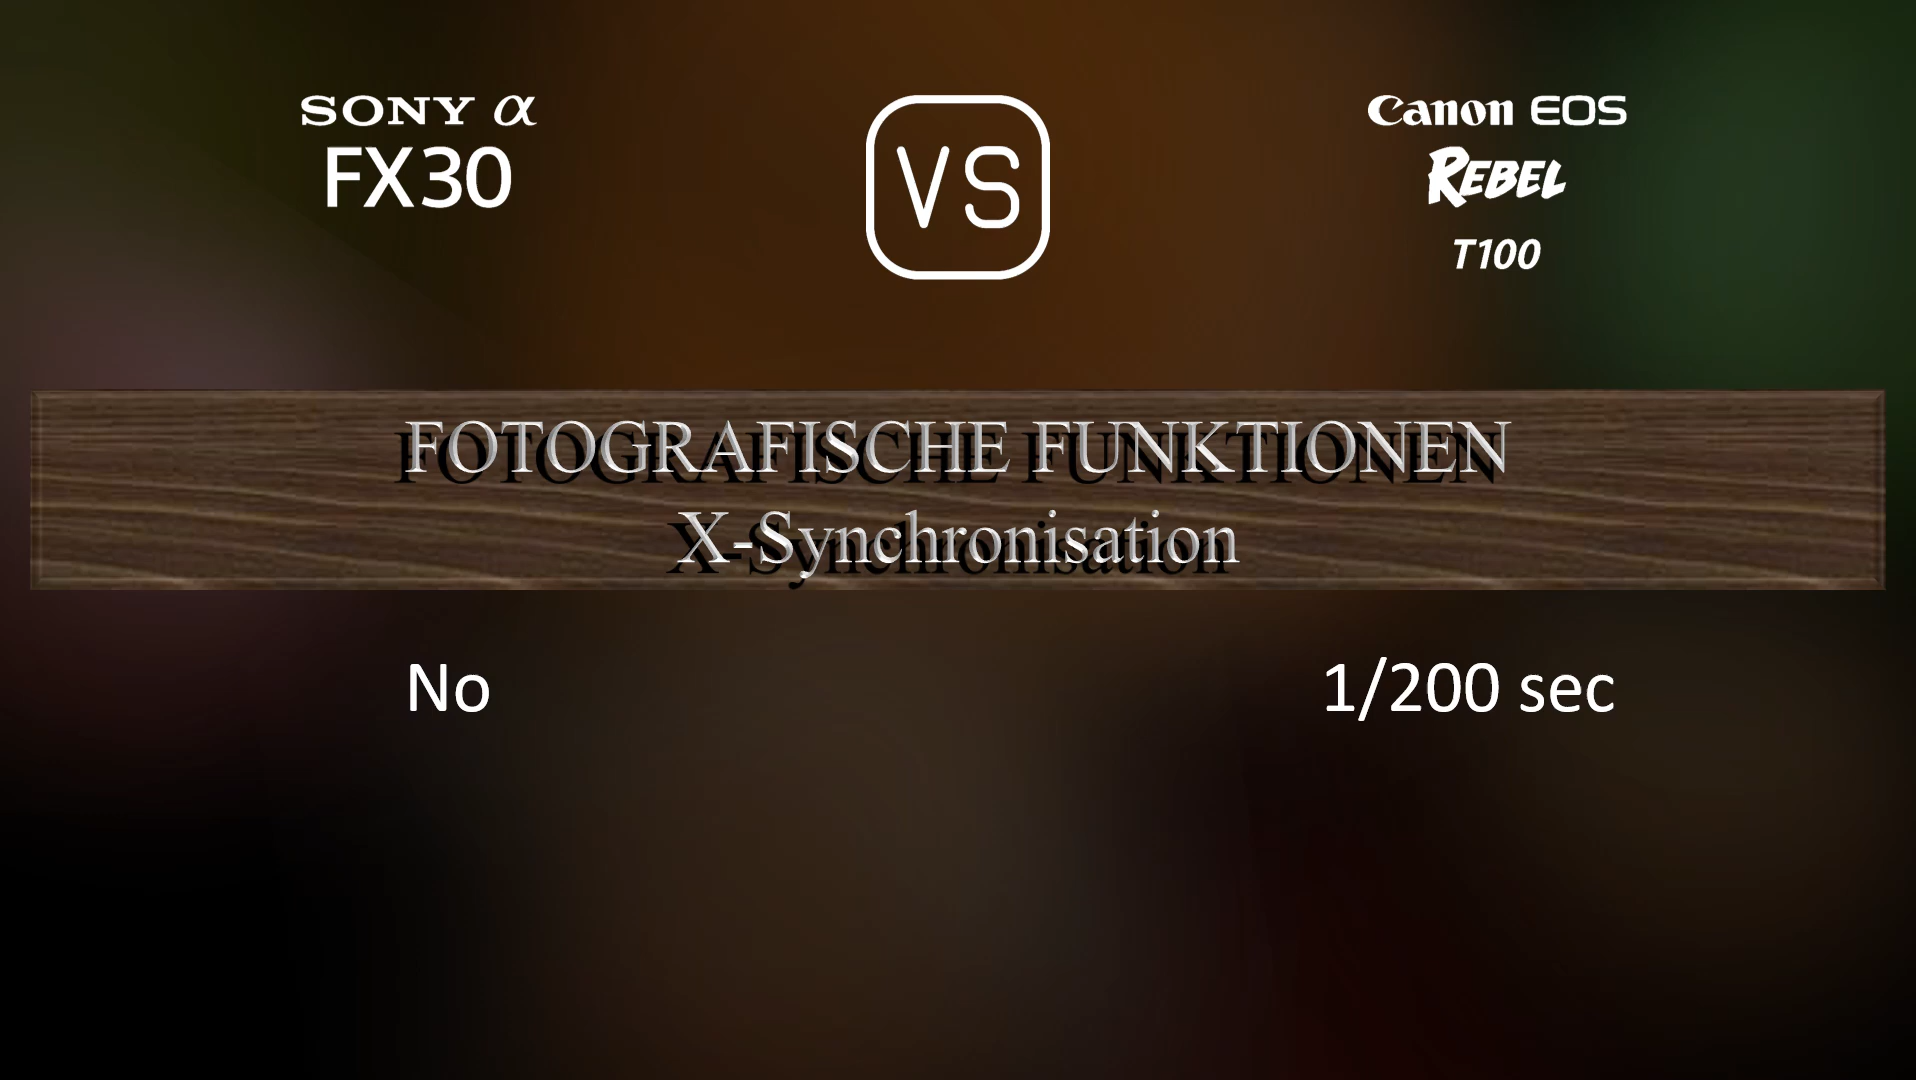 SONY α
FX30
VS
Canon EOS
REBEL
T100
FOTOGRAFISCHE FUNKTIONEN
X-Synchronisation
No
1/200 sec